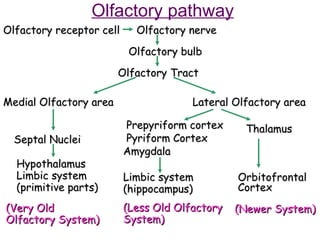 Olfactory pathway
Olfactory receptor cell
Olfactory nerve
Olfactory bulb
Olfactory Tract
Medial Olfactory area
Lateral Olfactory area
Septal Nuclei
Prepyriform cortex
Pyriform Cortex
Amygdala
Thalamus
Hypothalamus
Limbic system
(primitive parts)
Limbic system
(hippocampus)
Orbitofrontal
Cortex
(Very Old
Olfactory System)
(Less Old Olfactory
System)
(Newer System)